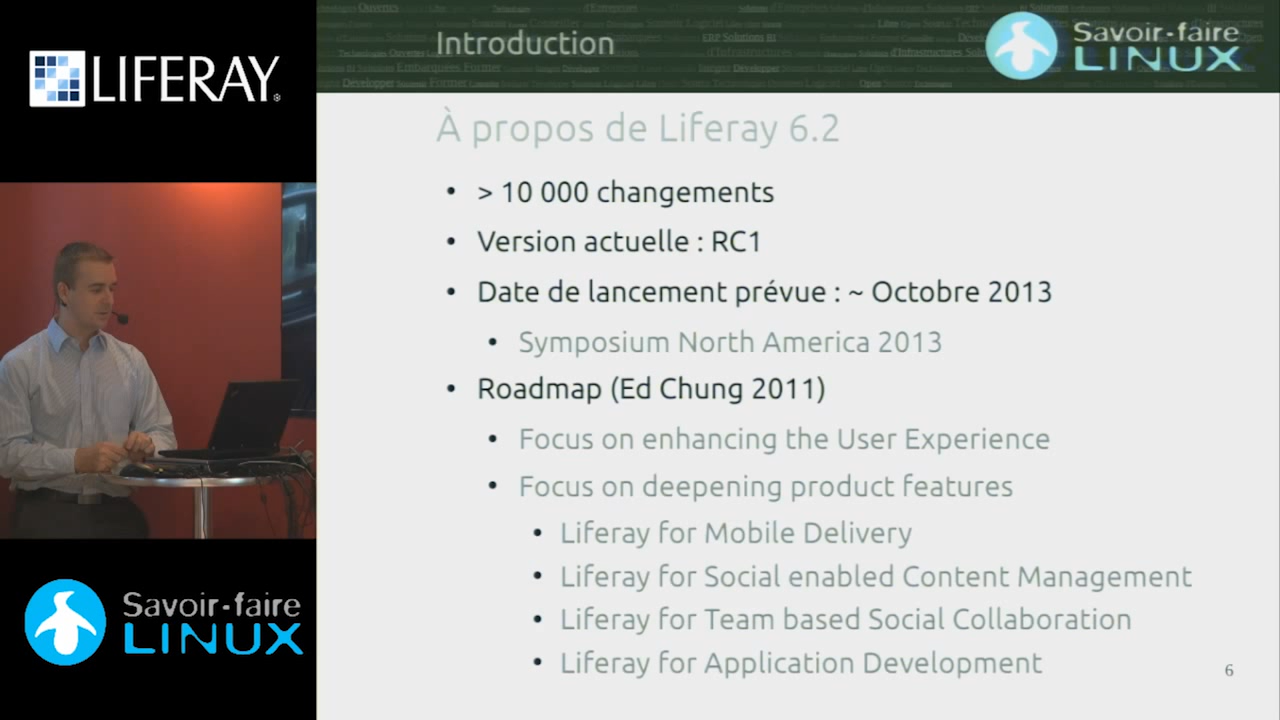 LIFERAY.
Introduction
Savoir-faire
LINUX
À propos de Liferay 6.2
• > 10 000 changements
• Version actuelle : RC1
• Date de lancement prévue : ~ Octobre 2013
• Symposium North America 2013
• Roadmap (Ed Chung 2011)
• Focus on enhancing the User Experience
• Focus on deepening product features
• Liferay for Mobile Delivery
• Liferay for Social enabled Content Management
• Liferay for Team based Social Collaboration
• Liferay for Application Development
6
Savoir-faire
LINUX